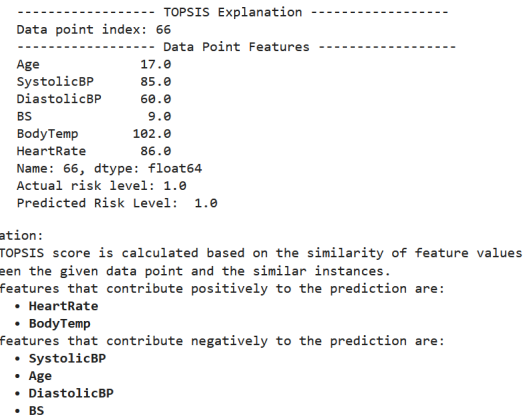 ------------------ TOPSIS Explanation ------------------
Data point index: 66
------------------ Data Point Features ------------------
Age 17.0
SystolicBP 85.0
DiastolicBP 60.0
BS 9.0
BodyTemp 102.0
HeartRate 86.0
Name: 66, dtype: float64
Actual risk level: 1.0
Predicted Risk Level: 1.0
ation:
TOPSIS score is calculated based on the similarity of feature values
een the given data point and the similar instances.
features that contribute positively to the prediction are:
• HeartRate
• BodyTemp
features that contribute negatively to the prediction are:
• SystolicBP
• Age
• DiastolicBP
• BS